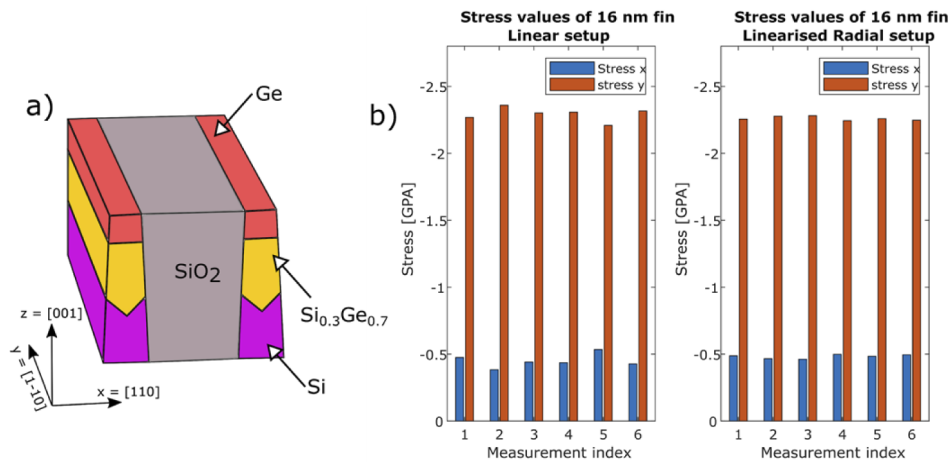 a)
Ge
SiO2
Si0.3Ge0.7
Si
z = [001]
y = [1-10]
x = [110]
b)
Stress values of 16 nm fin
Linear setup
Stress x
stress y
Stress [GPA]
-2.5
-2
-1.5
-1
-0.5
0
1 2 3 4 5 6
Measurement index
Stress values of 16 nm fin
Linearised Radial setup
Stress x
stress y
Stress [GPA]
-2.5
-2
-1.5
-1
-0.5
0
1 2 3 4 5 6
Measurement index